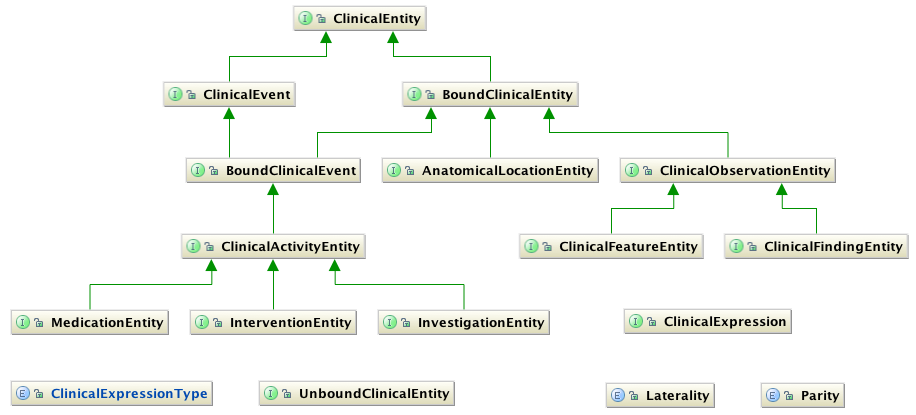 I ClinicalEntity
I ClinicalEvent
I BoundClinicalEntity
I BoundClinicalEvent
I AnatomicalLocationEntity
I ClinicalObservationEntity
I ClinicalActivityEntity
I ClinicalFeatureEntity
I ClinicalFindingEntity
I MedicationEntity
I InterventionEntity
I InvestigationEntity
I ClinicalExpression
E ClinicalExpressionType
I UnboundClinicalEntity
E Laterality
E Parity